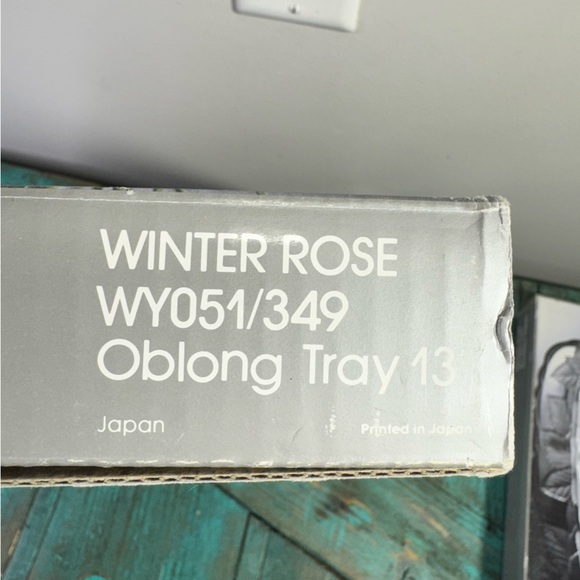 WINTER ROSE
WY051/349
Oblong Tray 13
Japan
Printed in Japan